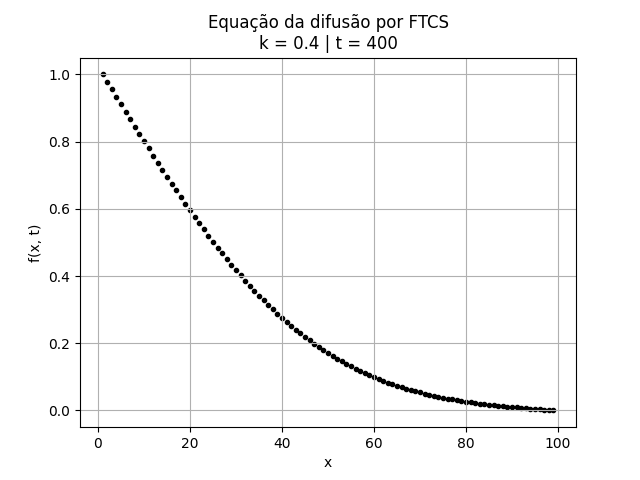 Equação da difusão por FTCS
k = 0.4 | t = 400
1.0
0.8
0.6
0.4
0.2
0.0
f(x, t)
0 20 40 60 80 100
x